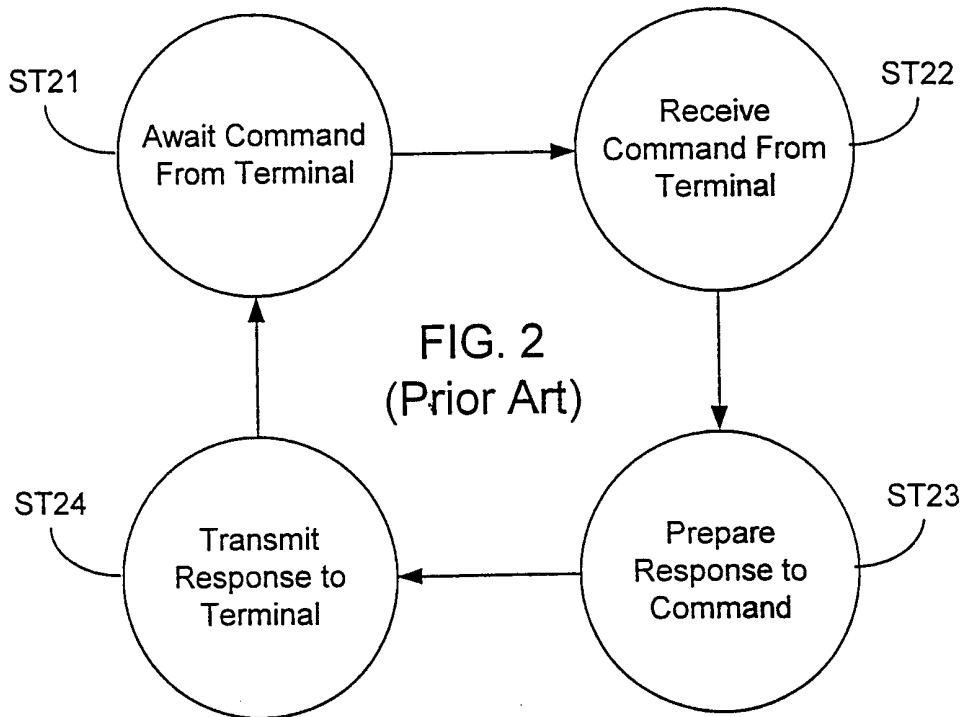 ST21
Await Command
From Terminal
ST22
Receive
Command From
Terminal
FIG. 2
(Prior Art)
ST24
Transmit
Response to
Terminal
ST23
Prepare
Response to
Command